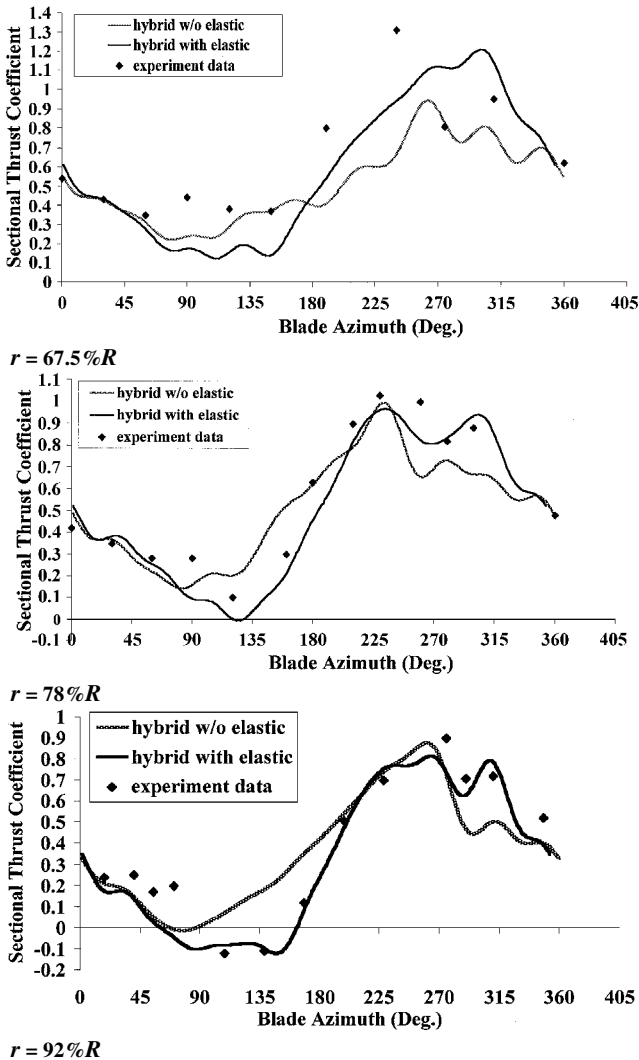 1.4
1.3
1.2
1.1
1
0.9
0.8
0.7
0.6
0.5
0.4
0.3
0.2
0.1
0
Sectional Thrust Coefficient
hybrid w/o elastic
hybrid with elastic
experiment data
0 45 90 135 180 225 270 315 360 405
Blade Azimuth (Deg.)
r = 67.5%R
1.1
1
0.9
0.8
0.7
0.6
0.5
0.4
0.3
0.2
0.1
0
-0.1
Sectional Thrust Coefficient
hybrid w/o elastic
hybrid with elastic
experiment data
0 45 90 135 180 225 270 315 360 405
Blade Azimuth (Deg.)
r = 78%R
1
0.9
0.8
0.7
0.6
0.5
0.4
0.3
0.2
0.1
0
-0.1
-0.2
Sectional Thrust Coefficient
hybrid w/o elastic
hybrid with elastic
experiment data
0 45 90 135 180 225 270 315 360 405
Blade Azimuth (Deg.)
r = 92%R